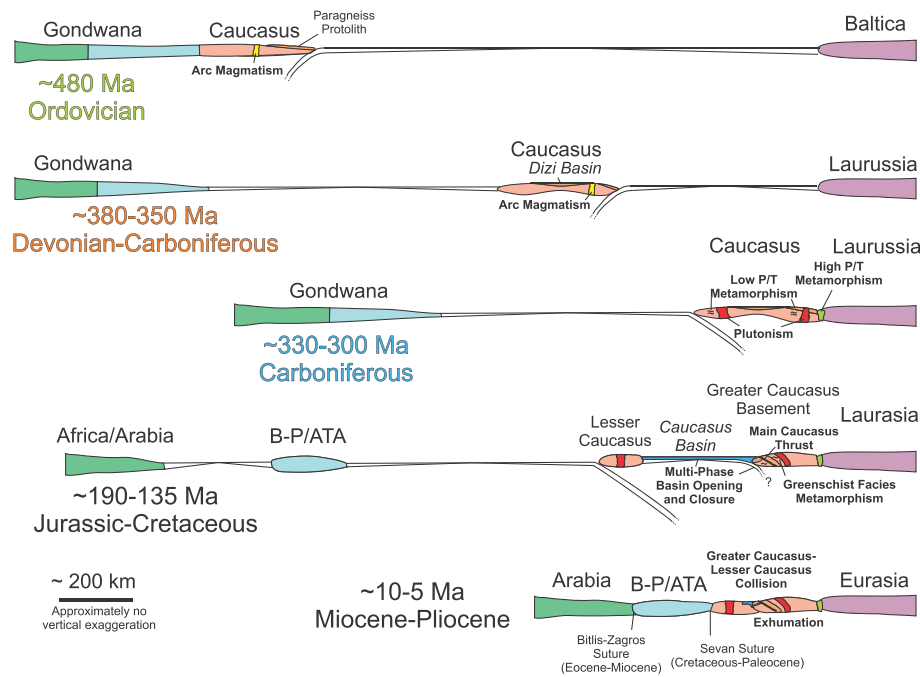 Gondwana
Caucasus
Paragneiss
Protolith
Baltica
Arc Magmatism
~480 Ma
Ordovician
Gondwana
Caucasus
Dizi Basin
Laurussia
Arc Magmatism
~380-350 Ma
Devonian-Carboniferous
Caucasus
Laurussia
High P/T
Metamorphism
Low P/T
Metamorphism
Gondwana
Plutonism
~330-300 Ma
Carboniferous
Greater Caucasus
Basement
Laurasia
Africa/Arabia
B-P/ATA
Lesser
Caucasus
Caucasus
Basin
Main Caucasus
Thrust
Multi-Phase
Basin Opening
and Closure
?
Greenschist Facies
Metamorphism
~190-135 Ma
Jurassic-Cretaceous
~ 200 km
Approximately no
vertical exaggeration
~10-5 Ma
Miocene-Pliocene
Arabia
B-P/ATA
Greater Caucasus-
Lesser Caucasus
Collision
Eurasia
Exhumation
Bitlis-Zagros
Suture
(Eocene-Miocene)
Sevan Suture
(Cretaceous-Paleocene)